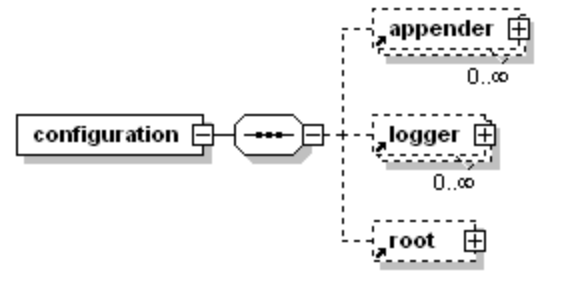 appender
0..∞
configuration
logger
0..∞
root